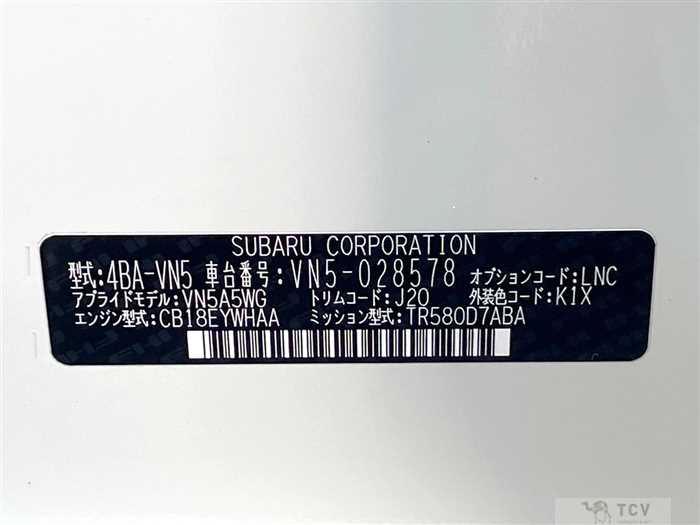 SUBARU CORPORATION
型式:4BA-VN5 車台番号:VN5-028578 オプションコード:LNC
アプライドモデル:VN5A5WG トリムコード:J20 外装色コード:K1X
エンジン型式:CB18EYWHAA ミッション型式:TR580D7ABA
TCV